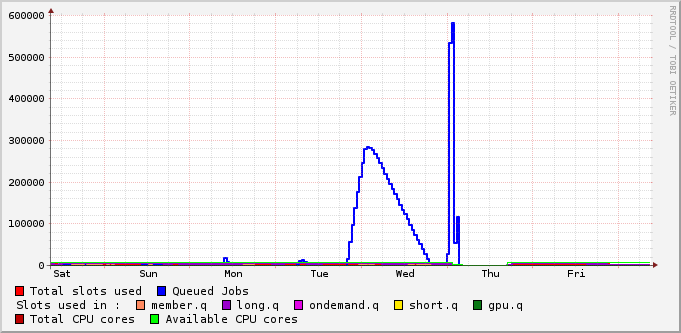 600000
500000
400000
300000
200000
100000
0
Sat Sun Mon Tue Wed Thu Fri
Total slots used Queued Jobs
Slots used in : member.q long.q ondemand.q short.q gpu.q
Total CPU cores Available CPU cores
RRDTOOL / TOBI OETIKER